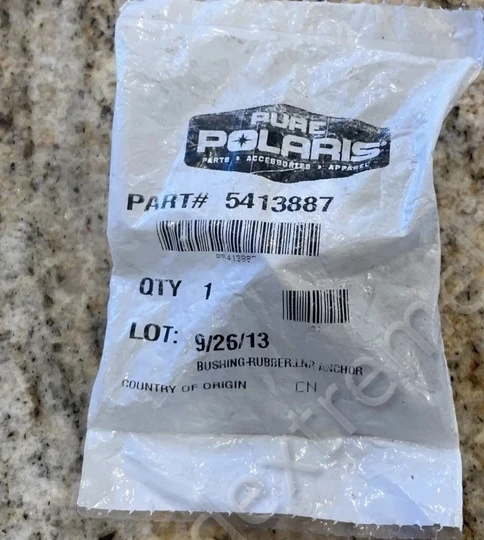 PURE
POLARIS
PARTS ACCESSORIES APPAREL
PART# 5413887
QTY 1
LOT: 9/26/13
BUSHING-RUBBER,LNR ANCHOR
COUNTRY OF ORIGIN CN